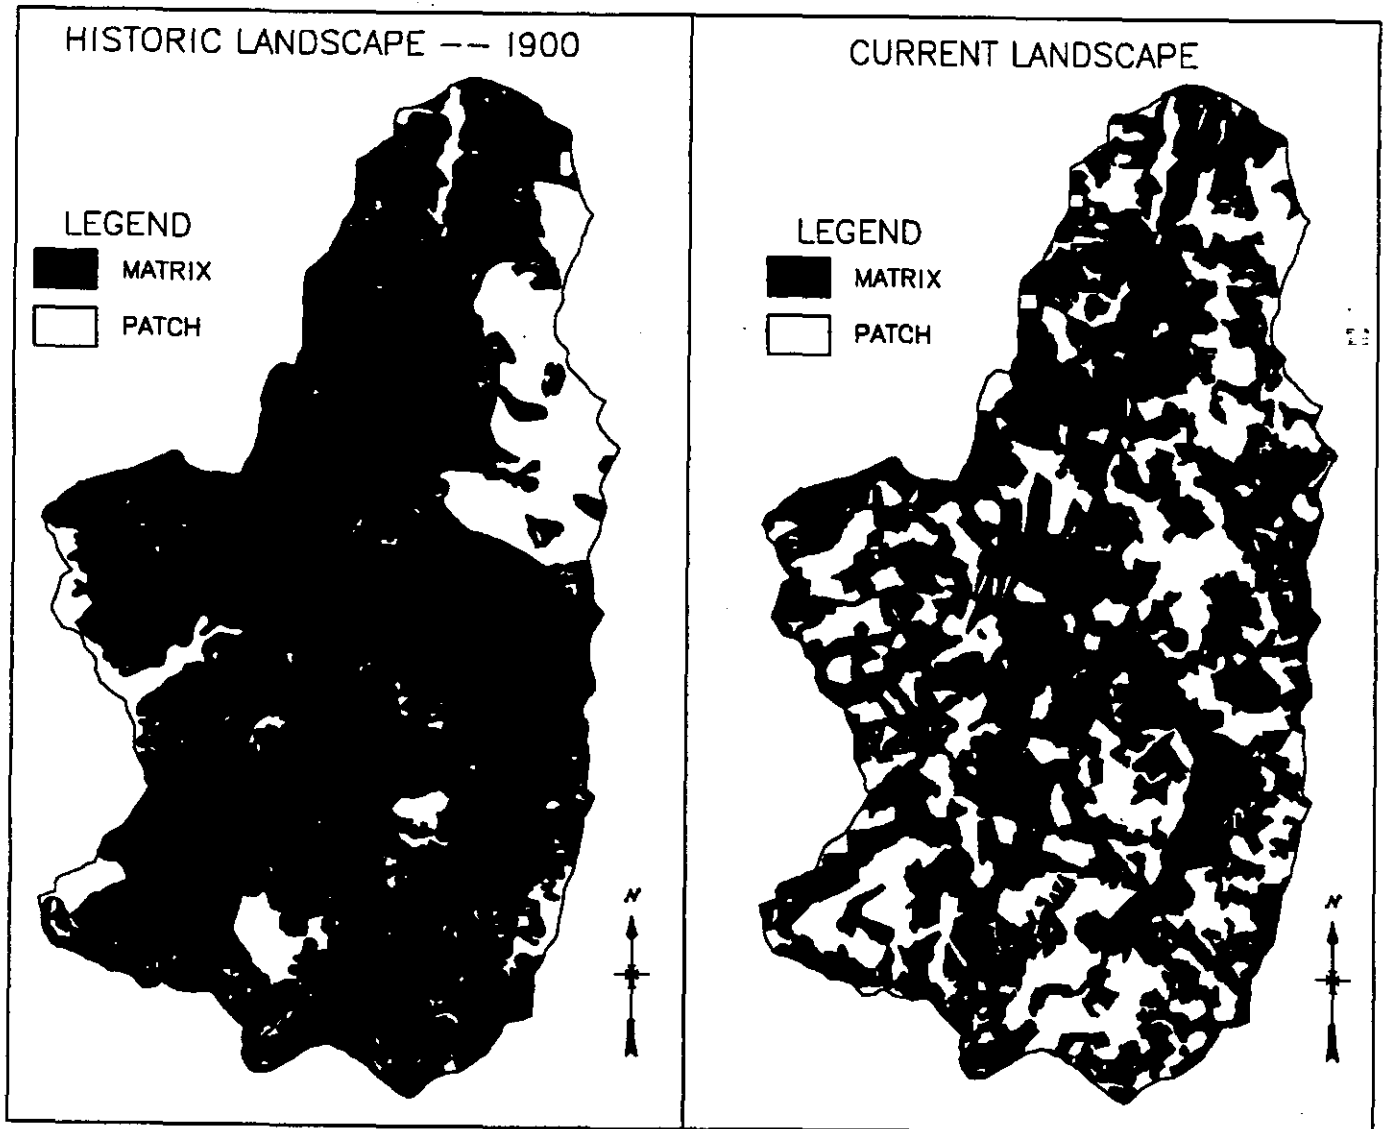 HISTORIC LANDSCAPE -- 1900
LEGEND
MATRIX
PATCH
N
CURRENT LANDSCAPE
LEGEND
MATRIX
PATCH
N